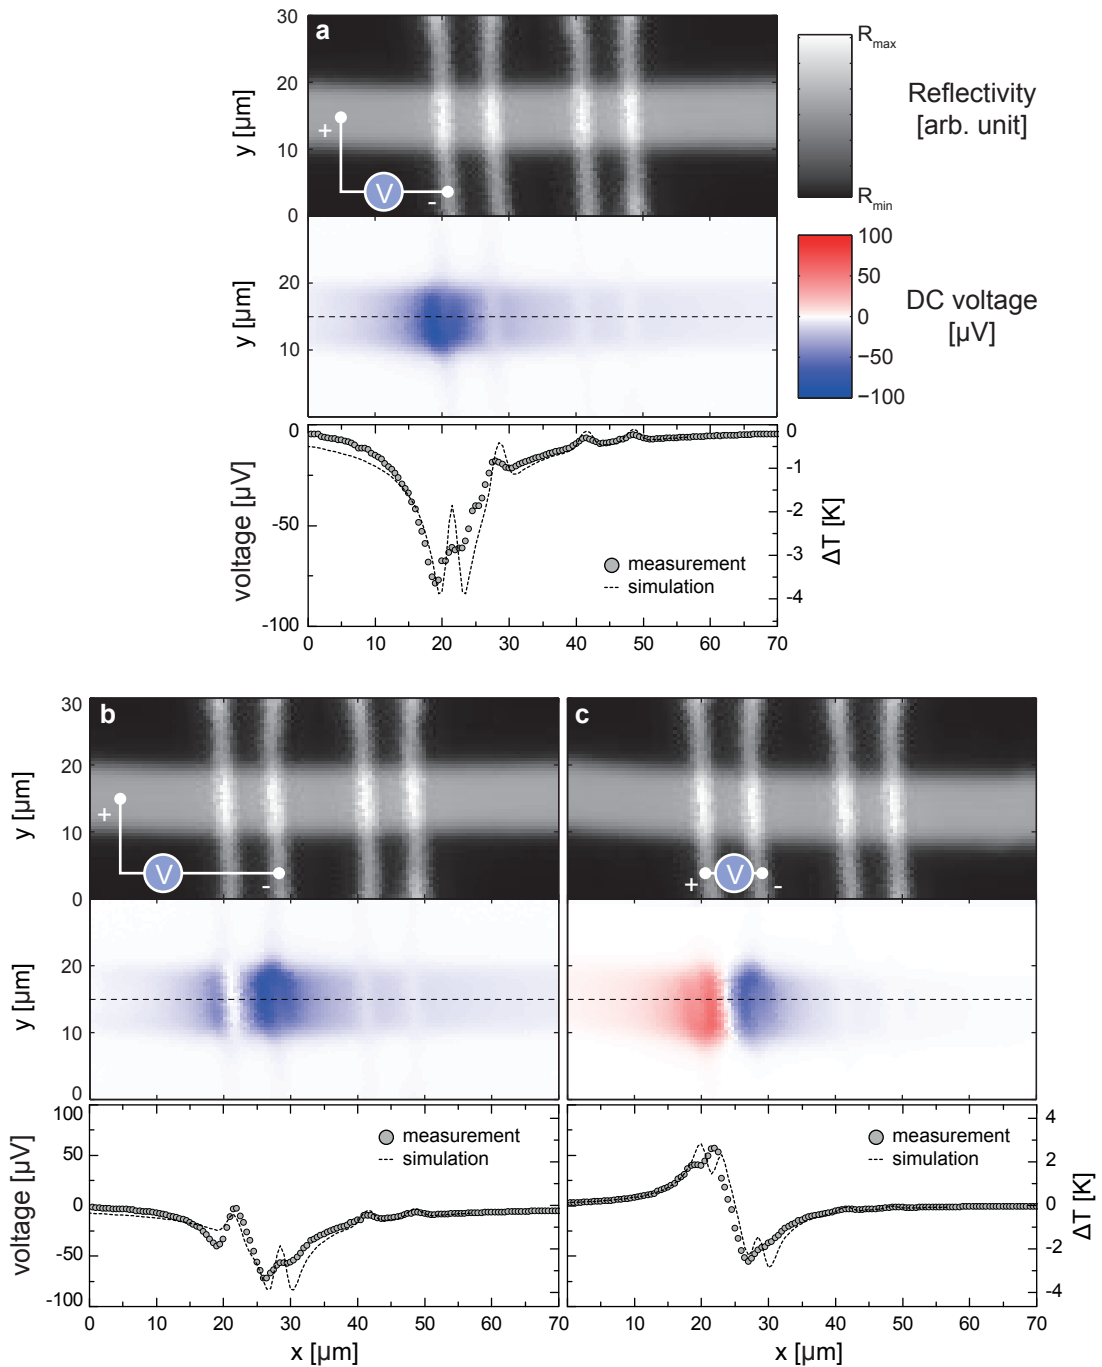 a
30
20
10
0
y [µm]
+
V
-
Rmax
Rmin
Reflectivity
[arb. unit]
20
10
y [µm]
100
50
0
−50
−100
DC voltage
[µV]
0
-50
-100
voltage [µV]
measurement
simulation
0
-1
-2
-3
-4
ΔT [K]
0 10 20 30 40 50 60 70
b
30
20
10
0
y [µm]
+
V
-
c
+
V
-
20
10
0
y [µm]
100
50
0
-50
-100
voltage [µV]
measurement
simulation
measurement
simulation
4
2
0
-2
-4
ΔT [K]
0 10 20 30 40 50 60 70
10 20 30 40 50 60 70
x [µm]
x [µm]